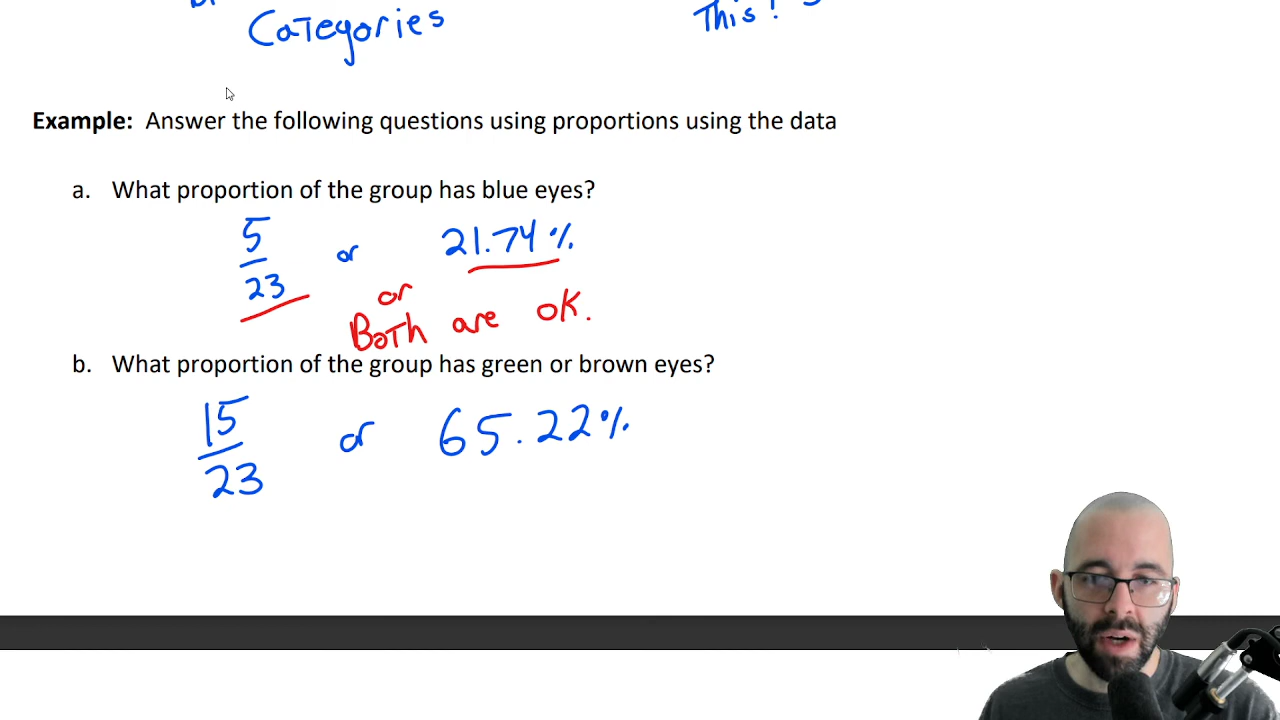 Categories
This!
Example: Answer the following questions using proportions using the data
a. What proportion of the group has blue eyes?
5/23 or 21.74%
or
Both are ok.
b. What proportion of the group has green or brown eyes?
15/23 or 65.22%